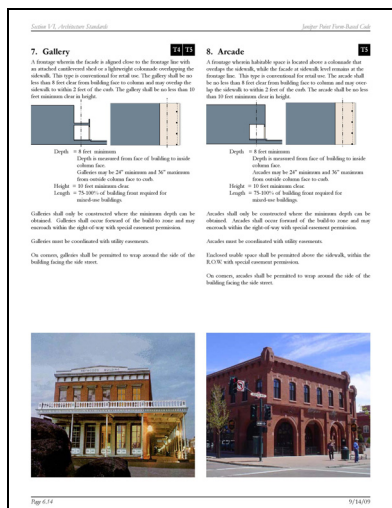 Section VI, Architecture Standards
Juniper Point Form-Based Code
7. Gallery
T4 T5
A frontage wherein the facade is aligned close to the frontage line with
an attached cantilevered shed or a lightweight colonnade overlapping the
sidewalk. This type is conventional for retail use. The gallery shall be no
less than 8 feet clear from building face to column and may overlap the
sidewalk to within 2 feet of the curb. The gallery shall be no less than 10
feet minimum clear in height.
Depth = 8 feet minimum
Depth is measured from face of building to inside
column face.
Galleries may be 24" minimum and 36" maximum
from outside column face to curb.
Height = 10 feet minimum clear.
Length = 75-100% of building front required for
mixed-use buildings
Galleries shall only be constructed where the minimum depth can be
obtained. Galleries shall occur forward of the build-to zone and may
encroach within the right-of-way with special easement permission.
Galleries must be coordinated with utility easements.
On corners, galleries shall be permitted to wrap around the side of the
building facing the side street.
8. Arcade
T5
A frontage wherein habitable space is located above a colonnade that
overlaps the sidewalk, while the facade at sidewalk level remains at the
frontage line. This type is conventional for retail use. The arcade shall
be no less than 8 feet clear from building face to column and may over-
lap the sidewalk to within 2 feet of the curb. The arcade shall be no less
than 10 feet minimum clear in height.
Depth = 8 feet minimum
Depth is measured from face of building to inside
column face.
Arcades may be 24" minimum and 36" maximum
from outside column face to curb.
Height = 10 feet minimum clear.
Length = 75-100% of building front required for
mixed-use buildings.
Arcades shall only be constructed where the minimum depth can be
obtained. Arcades shall occur forward of the build-to zone and may
encroach within the right-of-way with special easement permission.
Arcades must be coordinated with utility easements.
Enclosed usable space shall be permitted above the sidewalk, within the
R.O.W. with special easement permission.
On corners, arcades shall be permitted to wrap around the side of the
building facing the side street.
Page 6.14
9/14/09